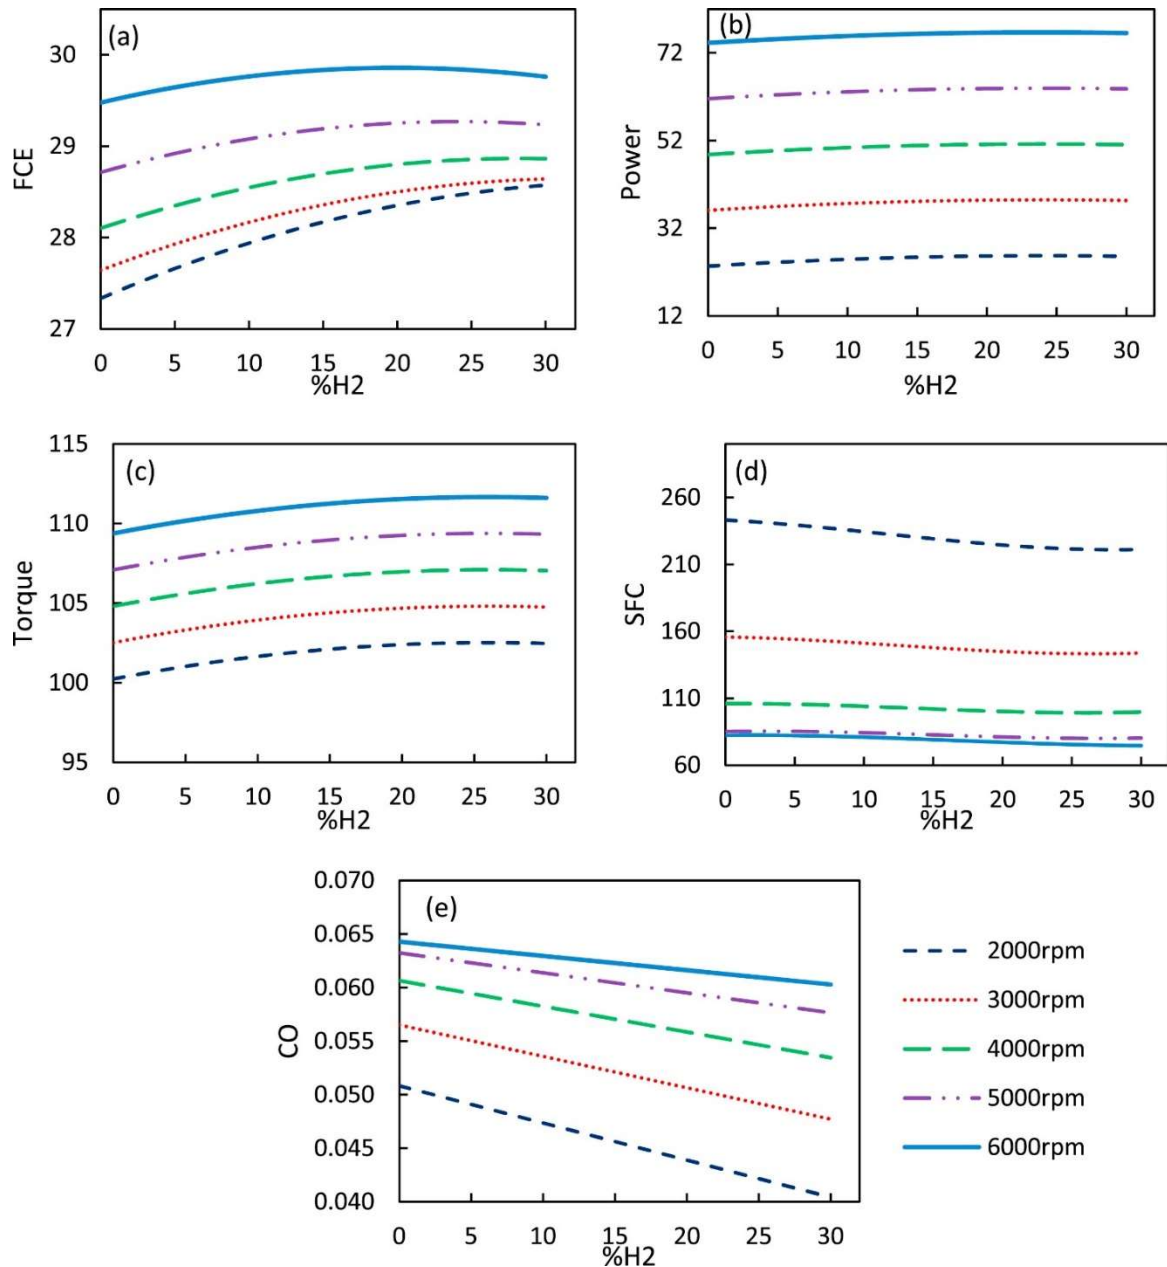 (a)
30
29
28
27
FCE
0 5 10 15 20 25 30
%H2
(b)
72
52
32
12
Power
0 5 10 15 20 25 30
%H2
(c)
115
110
105
100
95
Torque
0 5 10 15 20 25 30
%H2
(d)
260
210
160
110
60
SFC
0 5 10 15 20 25 30
%H2
(e)
0.070
0.065
0.060
0.055
0.050
0.045
0.040
CO
0 5 10 15 20 25 30
%H2
2000rpm
3000rpm
4000rpm
5000rpm
6000rpm